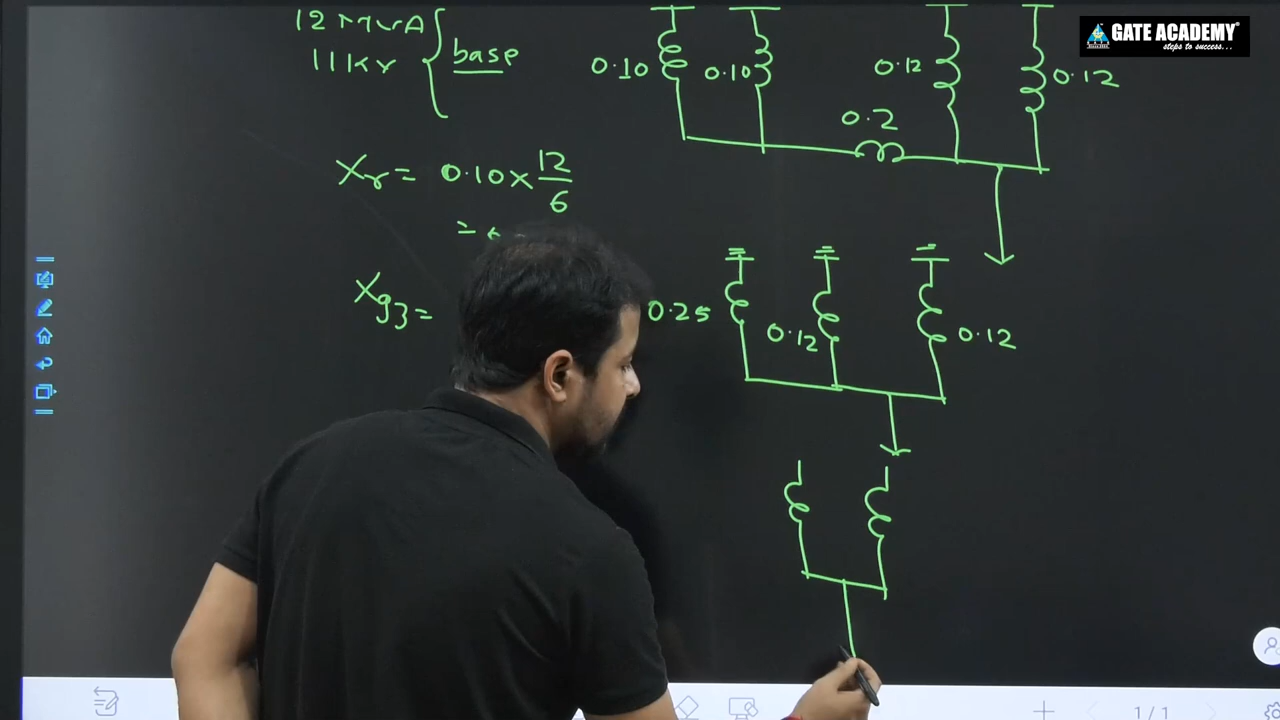 12 MVA
11 Kv
base
0.10
0.10
0.12
0.12
0.2
GATE ACADEMY
steps to success...
Xr = 0.10 × 12/6
=
Xg3 =
0.25
0.12
0.12
1/1